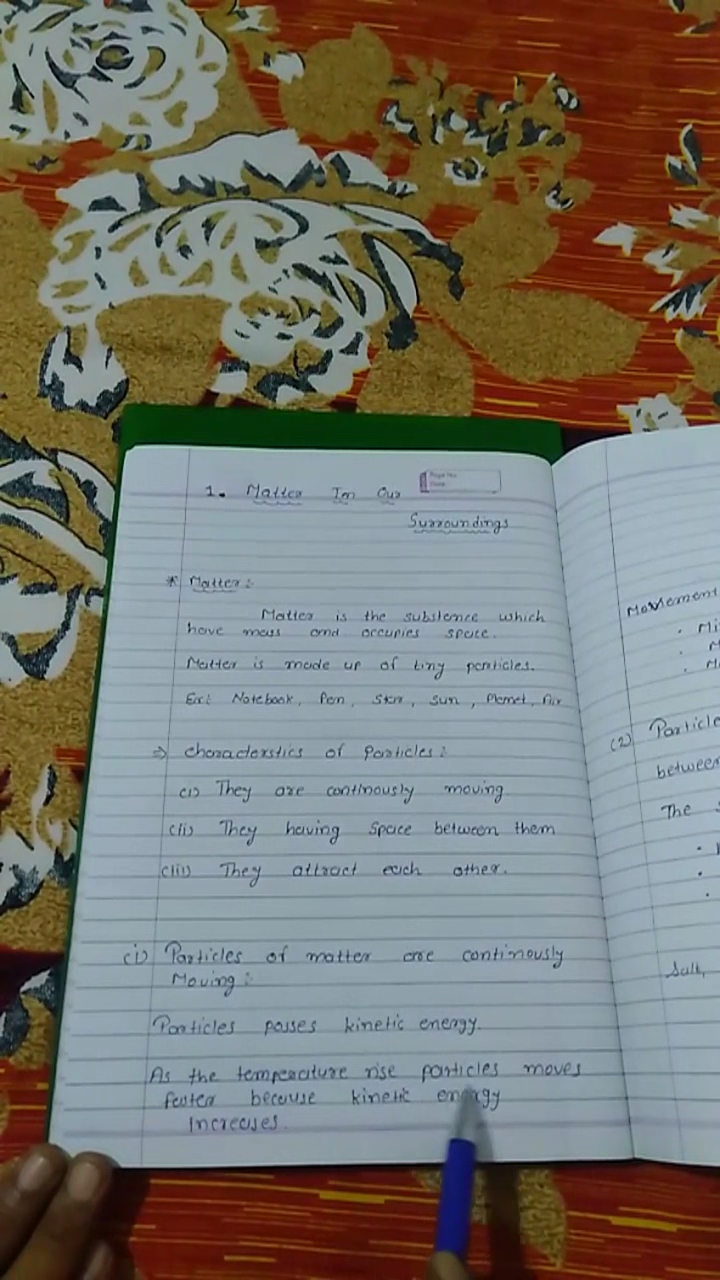 1. Matter In Our
Surroundings
* Matter :
Matter is the substence which
have mass and occupies space.
Matter is made up of tiny particles.
Ex: Notebook, Pen, Star, Sun, Planet, Air
⇒ Characterstics of Particles :
(i) They are continously moving
(ii) They having space between them
(iii) They attract each other.
(i) Particles of matter are continously
Moving :
Particles posses kinetic energy.
As the temperature rise particles moves
faster because kinetic energy
increases.
Movement
(2) Particle
between
The
Salt,